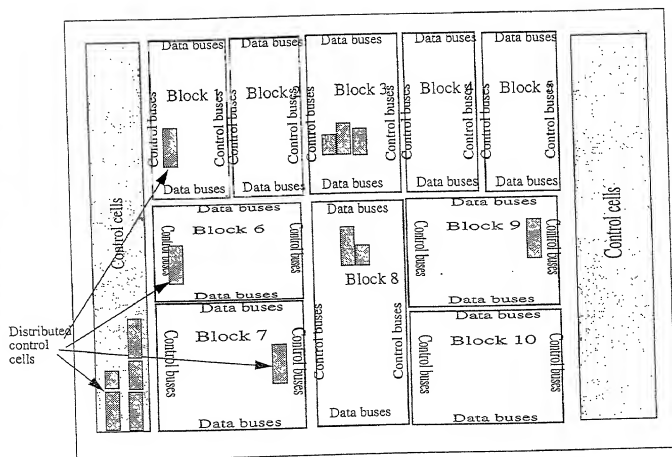 Data buses
Data buses
Data buses
Data buses
Data buses
Control buses
Block 1
Control buses
Block 2
Control buses
Control buses
Block 3
Control buses
Control buses
Block 4
Control buses
Block 5
Control buses
Data buses
Data buses
Data buses
Data buses
Data buses
Control cells
Control cells
Data buses
Block 6
Control buses
Control buses
Data buses
Data buses
Block 8
Control buses
Control buses
Data buses
Data buses
Block 9
Control buses
Control buses
Data buses
Distributed
control
cells
Data buses
Block 7
Control buses
Control buses
Data buses
Data buses
Block 10
Control buses
Control buses
Data buses